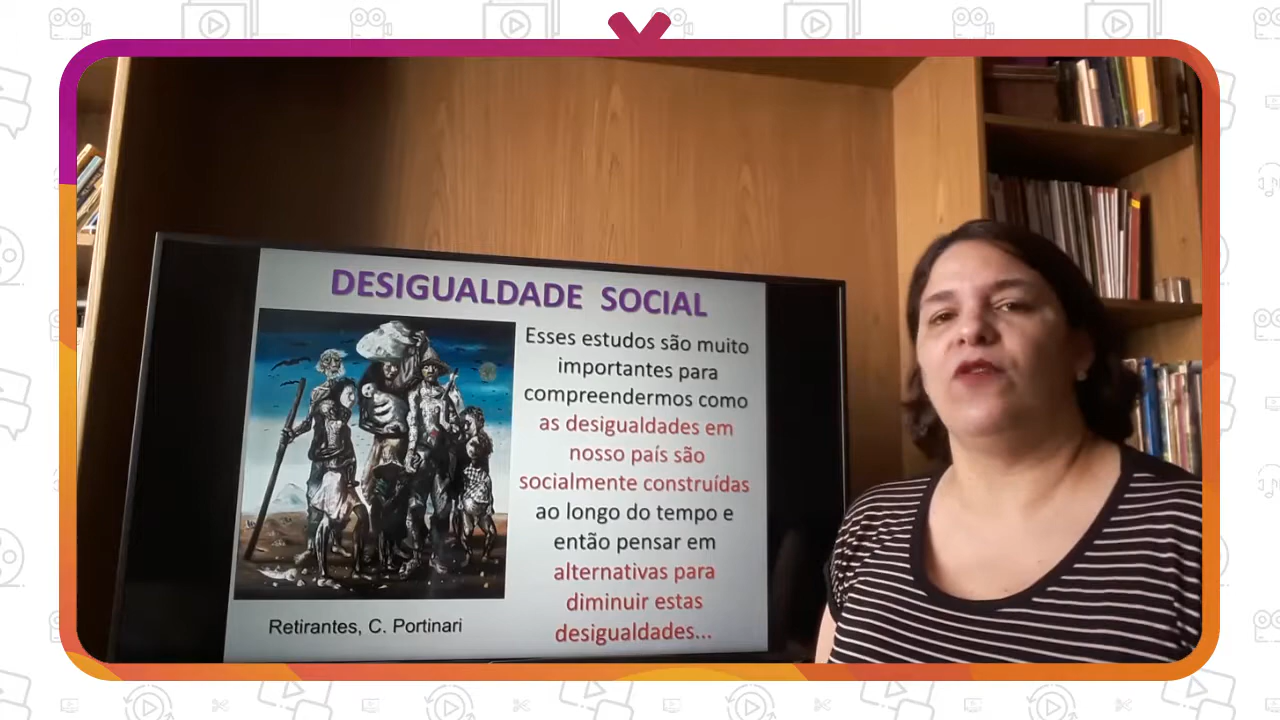 DESIGUALDADE SOCIAL
Esses estudos são muito
importantes para
compreendermos como
as desigualdades em
nosso país são
socialmente construídas
ao longo do tempo e
então pensar em
alternativas para
diminuir estas
desigualdades...
Retirantes, C. Portinari